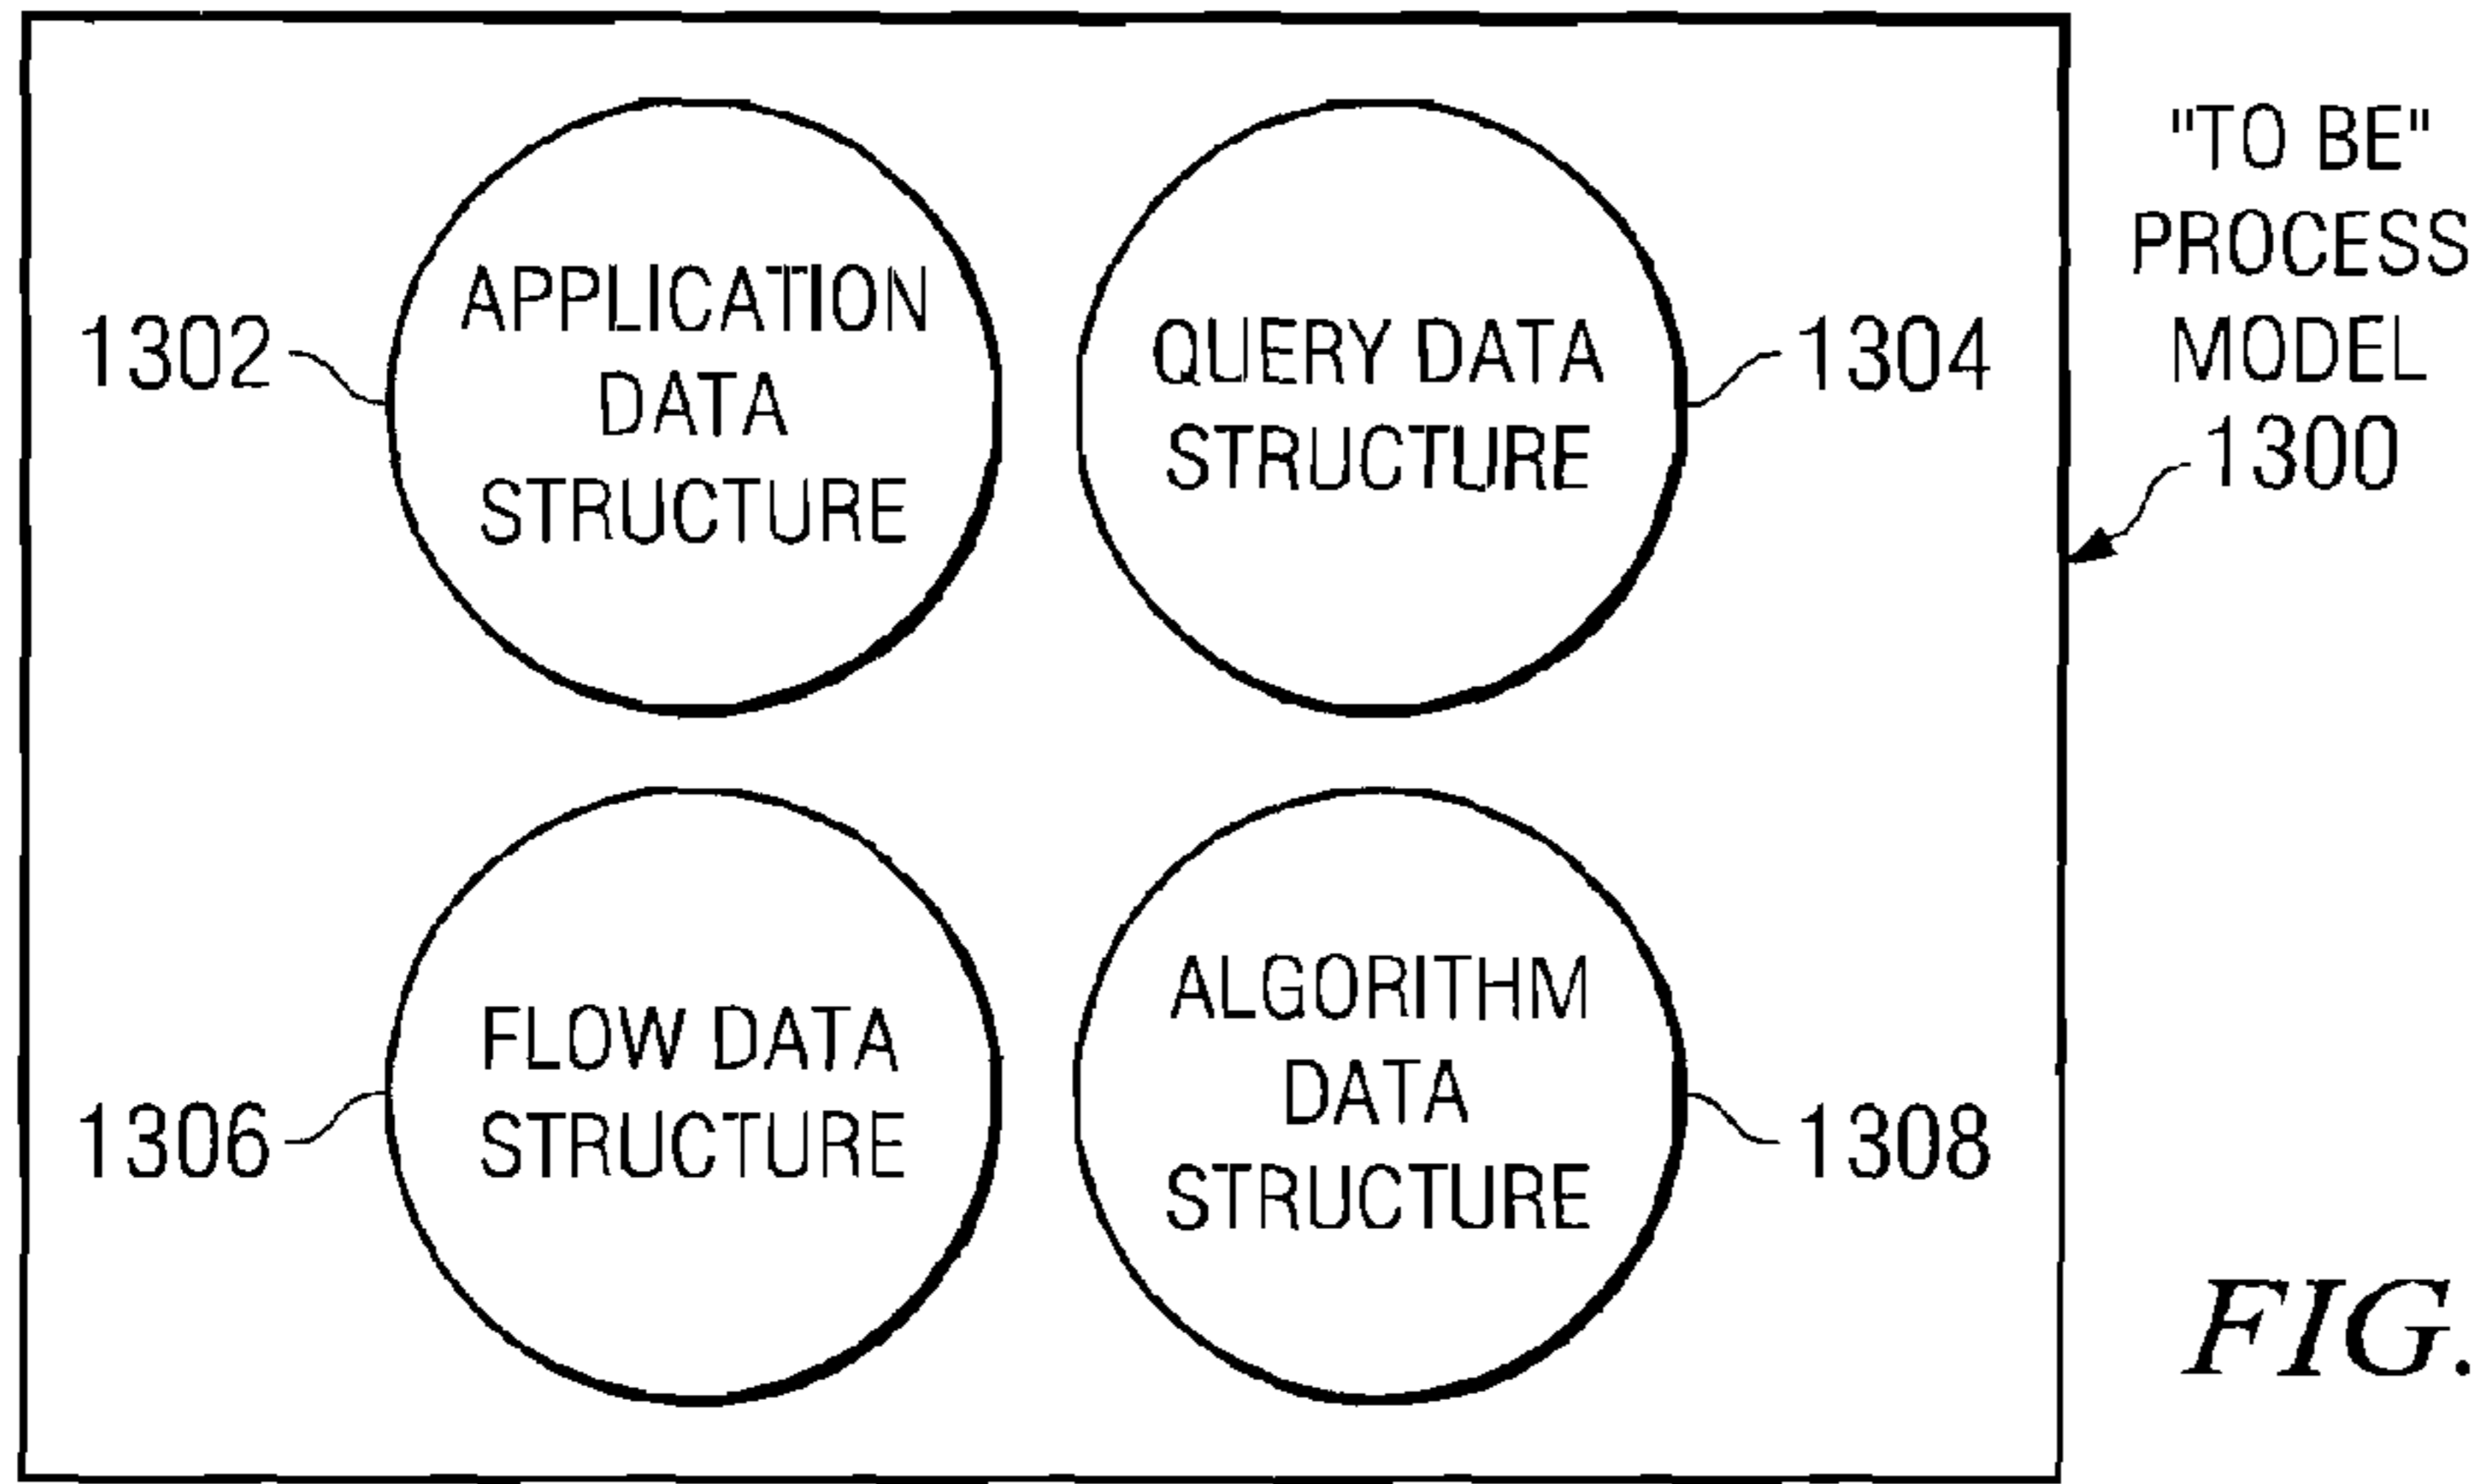 "TO BE"
PROCESS
MODEL
1300
1302
APPLICATION
DATA
STRUCTURE
QUERY DATA
STRUCTURE
1304
1306
FLOW DATA
STRUCTURE
ALGORITHM
DATA
STRUCTURE
1308
FIG.